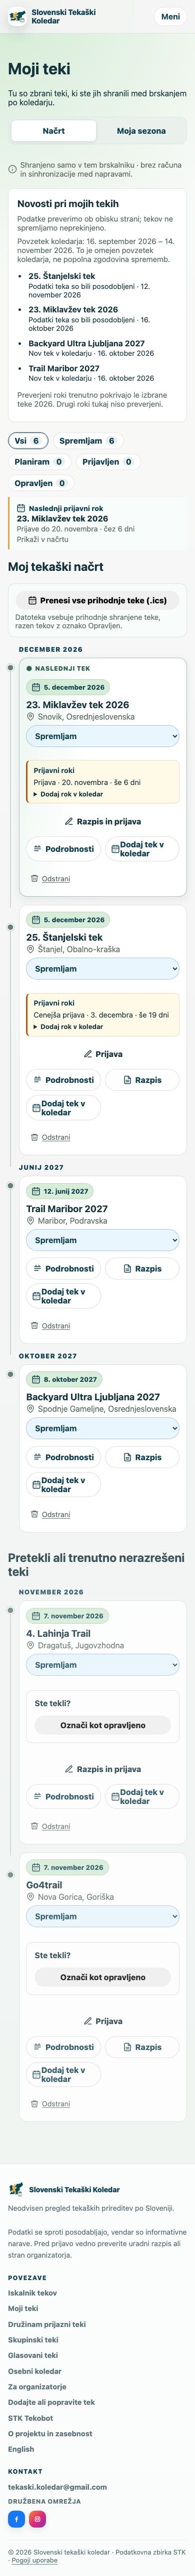 Slovenski Tekaški
Koledar
Meni
Moji teki
Tu so zbrani teki, ki ste jih shranili med brskanjem
po koledarju.
Načrt
Moja sezona
Shranjeno samo v tem brskalniku · brez računa
in sinhronizacije med napravami.
Novosti pri mojih tekih
Podatke preverimo ob obisku strani; tekov ne
spremljamo neprekinjeno.
Povzetek koledarja: 16. september 2026 – 14.
november 2026. To je omejen povzetek
koledarja, ne popolna zgodovina sprememb.
• 25. Štanjelski tek
Podatki teka so bili posodobljeni · 12.
november 2026
• 23. Miklavžev tek 2026
Podatki teka so bili posodobljeni · 16.
oktober 2026
• Backyard Ultra Ljubljana 2027
Nov tek v koledarju · 16. oktober 2026
• Trail Maribor 2027
Nov tek v koledarju · 16. oktober 2026
Preverjeni roki trenutno pokrivajo le izbrane
teke 2026. Drugi roki tukaj niso preverjeni.
Vsi 6
Spremljam 6
Planiram 0
Prijavljen 0
Opravljen 0
Naslednji prijavni rok
23. Miklavžev tek 2026
Prijave do 20. novembra · čez 6 dni
Prikaži v načrtu
Moj tekaški načrt
Prenesi vse prihodnje teke (.ics)
Datoteka vsebuje prihodnje shranjene teke,
razen tekov z oznako Opravljen.
DECEMBER 2026
NASLEDNJI TEK
5. december 2026
23. Miklavžev tek 2026
Snovik, Osrednjeslovenska
Spremljam
Prijavni roki
Prijava · 20. novembra · še 6 dni
▸ Dodaj rok v koledar
Razpis in prijava
Podrobnosti
Dodaj tek v
koledar
Odstrani
5. december 2026
25. Štanjelski tek
Štanjel, Obalno-kraška
Spremljam
Prijavni roki
Cenejša prijava · 3. decembra · še 19 dni
▸ Dodaj rok v koledar
Prijava
Podrobnosti
Razpis
Dodaj tek v
koledar
Odstrani
JUNIJ 2027
12. junij 2027
Trail Maribor 2027
Maribor, Podravska
Spremljam
Podrobnosti
Razpis
Dodaj tek v
koledar
Odstrani
OKTOBER 2027
8. oktober 2027
Backyard Ultra Ljubljana 2027
Spodnje Gameljne, Osrednjeslovenska
Spremljam
Podrobnosti
Razpis
Dodaj tek v
koledar
Odstrani
Pretekli ali trenutno nerazrešeni
teki
NOVEMBER 2026
7. november 2026
4. Lahinja Trail
Dragatuš, Jugovzhodna
Spremljam
Ste tekli?
Označi kot opravljeno
Razpis in prijava
Podrobnosti
Dodaj tek v
koledar
Odstrani
7. november 2026
Go4trail
Nova Gorica, Goriška
Spremljam
Ste tekli?
Označi kot opravljeno
Prijava
Podrobnosti
Razpis
Dodaj tek v
koledar
Odstrani
Slovenski Tekaški Koledar
Neodvisen pregled tekaških prireditev po Sloveniji.
Podatki se sproti posodabljajo, vendar so informativne
narave. Pred prijavo vedno preverite uradni razpis ali
stran organizatorja.
POVEZAVE
Iskalnik tekov
Moji teki
Družinam prijazni teki
Skupinski teki
Glasovani teki
Osebni koledar
Za organizatorje
Dodajte ali popravite tek
STK Tekobot
O projektu in zasebnost
English
KONTAKT
tekaski.koledar@gmail.com
DRUŽBENA OMREŽJA
© 2026 Slovenski tekaški koledar · Podatkovna zbirka STK
· Pogoji uporabe